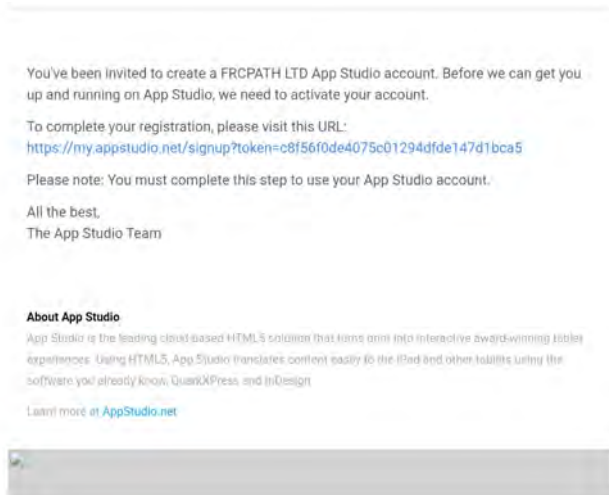 You've been invited to create a FRCPATH LTD App Studio account. Before we can get you
up and running on App Studio, we need to activate your account.
To complete your registration, please visit this URL:
https://my.appstudio.net/signup?token=c8f56f0de4075c01294dfde147d1bca5
Please note: You must complete this step to use your App Studio account.
All the best,
The App Studio Team
About App Studio
App Studio is the leading cloud-based HTML5 solution that turns print into interactive award-winning tablet
experiences. Using HTML5, App Studio translates content easily to the iPad and other tablets using the
software you already know, QuarkXPress and InDesign.
Learn more at AppStudio.net